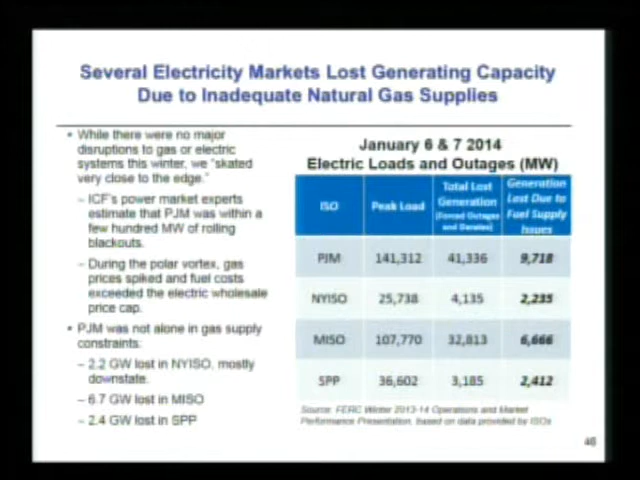 Several Electricity Markets Lost Generating Capacity
Due to Inadequate Natural Gas Supplies
• While there were no major
disruptions to gas or electric
systems this winter, we "skated
very close to the edge."
– ICF's power market experts
estimate that PJM was within a
few hundred MW of rolling
blackouts.
– During the polar vortex, gas
prices spiked and fuel costs
exceeded the electric wholesale
price cap.
• PJM was not alone in gas supply
constraints:
– 2.2 GW lost in NYISO, mostly
downstate.
– 6.7 GW lost in MISO
– 2.4 GW lost in SPP
January 6 & 7 2014
Electric Loads and Outages (MW)
ISO Peak Load Total Lost Generation (Forced Outages and Derates) Generation Lost Due to Fuel Supply Issues
PJM 141,312 41,336 9,718
NYISO 25,738 4,135 2,235
MISO 107,770 32,813 6,666
SPP 36,602 3,185 2,412
Source: FERC Winter 2013-14 Operations and Market
Performance Presentation, based on data provided by ISOs
46